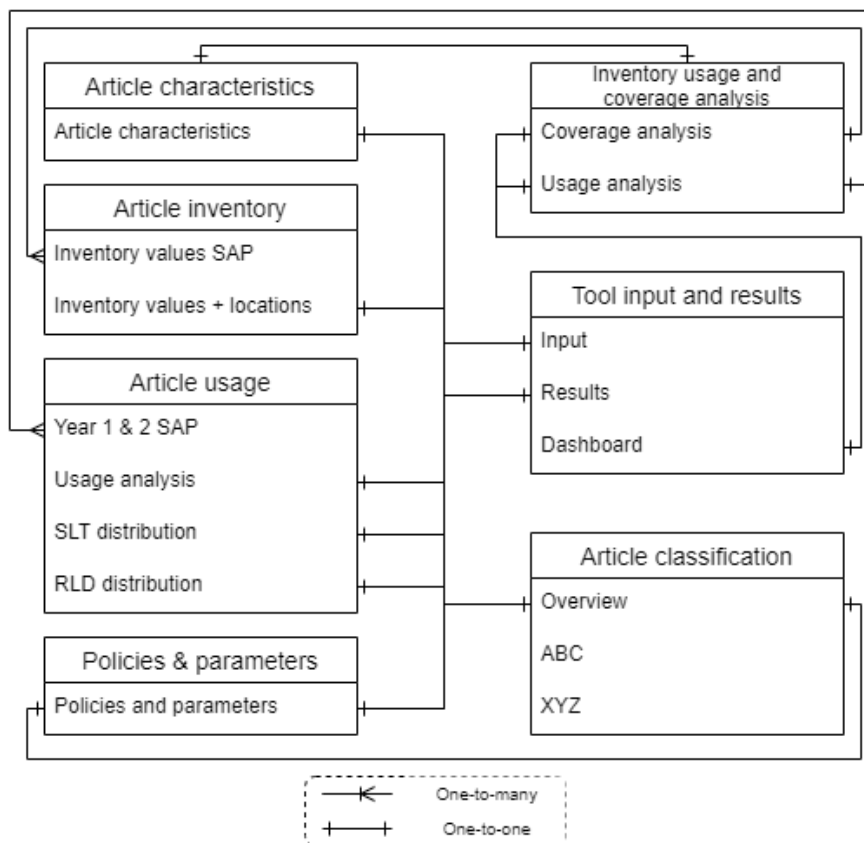 Article characteristics
Article characteristics
Article inventory
Inventory values SAP
Inventory values + locations
Article usage
Year 1 & 2 SAP
Usage analysis
SLT distribution
RLD distribution
Policies & parameters
Policies and parameters
Inventory usage and
coverage analysis
Coverage analysis
Usage analysis
Tool input and results
Input
Results
Dashboard
Article classification
Overview
ABC
XYZ
One-to-many
One-to-one